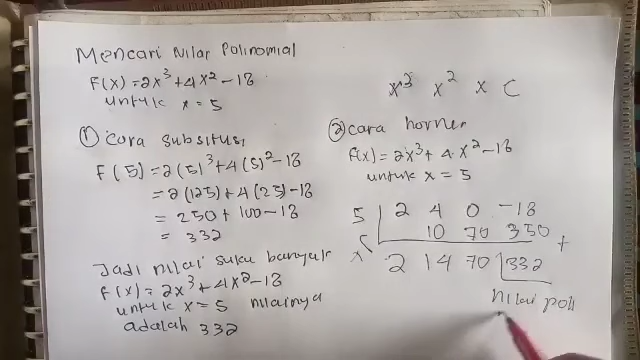 Mencari Nilai Polinomial
F(x)=2x³+4x²-18
untuk x=5
① Cara Subsitusi
F(5)=2(5)³+4(5)²-18
=2(125)+4(25)-18
=250+100-18
=332
Jadi nilai suku banyak
F(x)=2x³+4x²-18
untuk x=5 nilainya
adalah 332
x³ x² x C
② Cara horner
F(x)=2x³+4x²-18
untuk x=5
5 2 4 0 -18
10 70 350 +
x 2 14 70 332
nilai poli